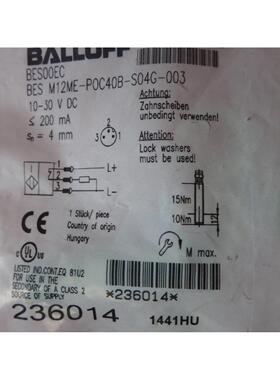 BALLUFF
BES00EC
BES M12ME-POC40B-S04G-003
10-30 V DC
≤ 200 mA
sn = 4 mm
Achtung:
Zahnscheiben
unbedingt verwenden!
Attention:
Lock washers
must be used!
L+
L-
1 Stück/ piece
Country of origin
Hungary
15Nm
10Nm
M max.
CE
UL US
LISTED IND.CONT.EQ 81U2
FOR USE IN THE
SECONDARY OF A CLASS 2
SOURCE OF SUPPLY
*236014*
236014
1441HU